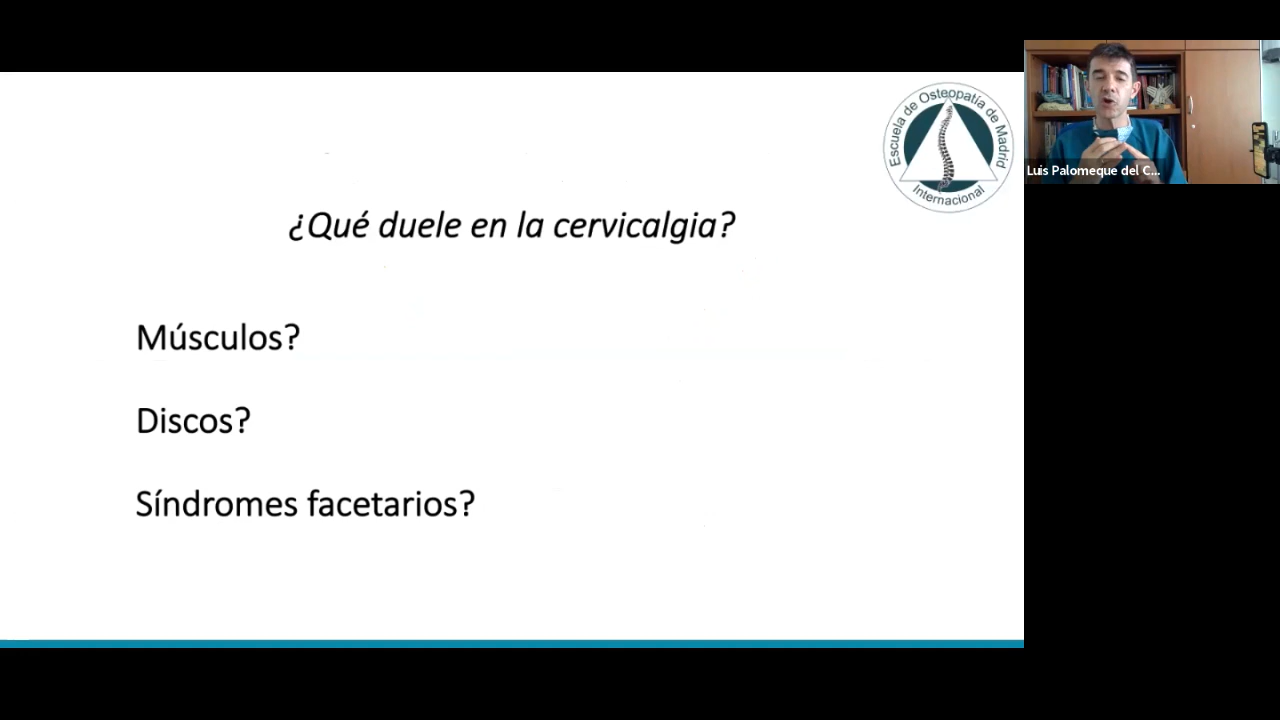 Escuela de Osteopatía de Madrid
Internacional
Luis Palomeque del C...
¿Qué duele en la cervicalgia?
Músculos?
Discos?
Síndromes facetarios?